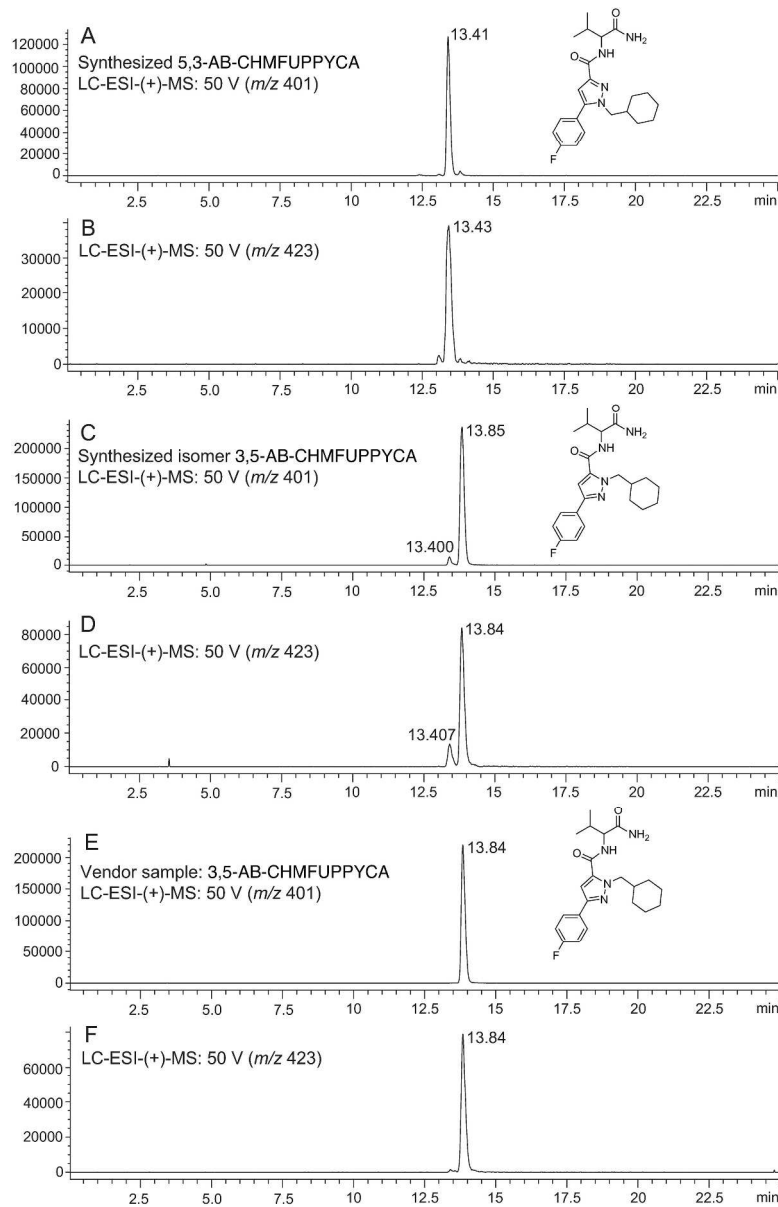 A
Synthesized 5,3-AB-CHMFUPPYCA
LC-ESI-(+)-MS: 50 V (m/z 401)
13.41
O
NH2
O
NH
N
N
F
120000
100000
80000
60000
40000
20000
0
2.5 5.0 7.5 10 12.5 15 17.5 20 22.5 min
B
LC-ESI-(+)-MS: 50 V (m/z 423)
13.43
30000
20000
10000
0
2.5 5.0 7.5 10 12.5 15 17.5 20 22.5 min
C
Synthesized isomer 3,5-AB-CHMFUPPYCA
LC-ESI-(+)-MS: 50 V (m/z 401)
13.85
13.400
O
NH2
O
NH
N
N
F
200000
150000
100000
50000
0
2.5 5.0 7.5 10 12.5 15 17.5 20 22.5 min
D
LC-ESI-(+)-MS: 50 V (m/z 423)
13.84
13.407
80000
60000
40000
20000
0
2.5 5.0 7.5 10 12.5 15 17.5 20 22.5 min
E
Vendor sample: 3,5-AB-CHMFUPPYCA
LC-ESI-(+)-MS: 50 V (m/z 401)
13.84
O
NH2
O
NH
N
N
F
200000
150000
100000
50000
0
2.5 5.0 7.5 10 12.5 15 17.5 20 22.5 min
F
LC-ESI-(+)-MS: 50 V (m/z 423)
13.84
60000
40000
20000
0
2.5 5.0 7.5 10 12.5 15 17.5 20 22.5 min